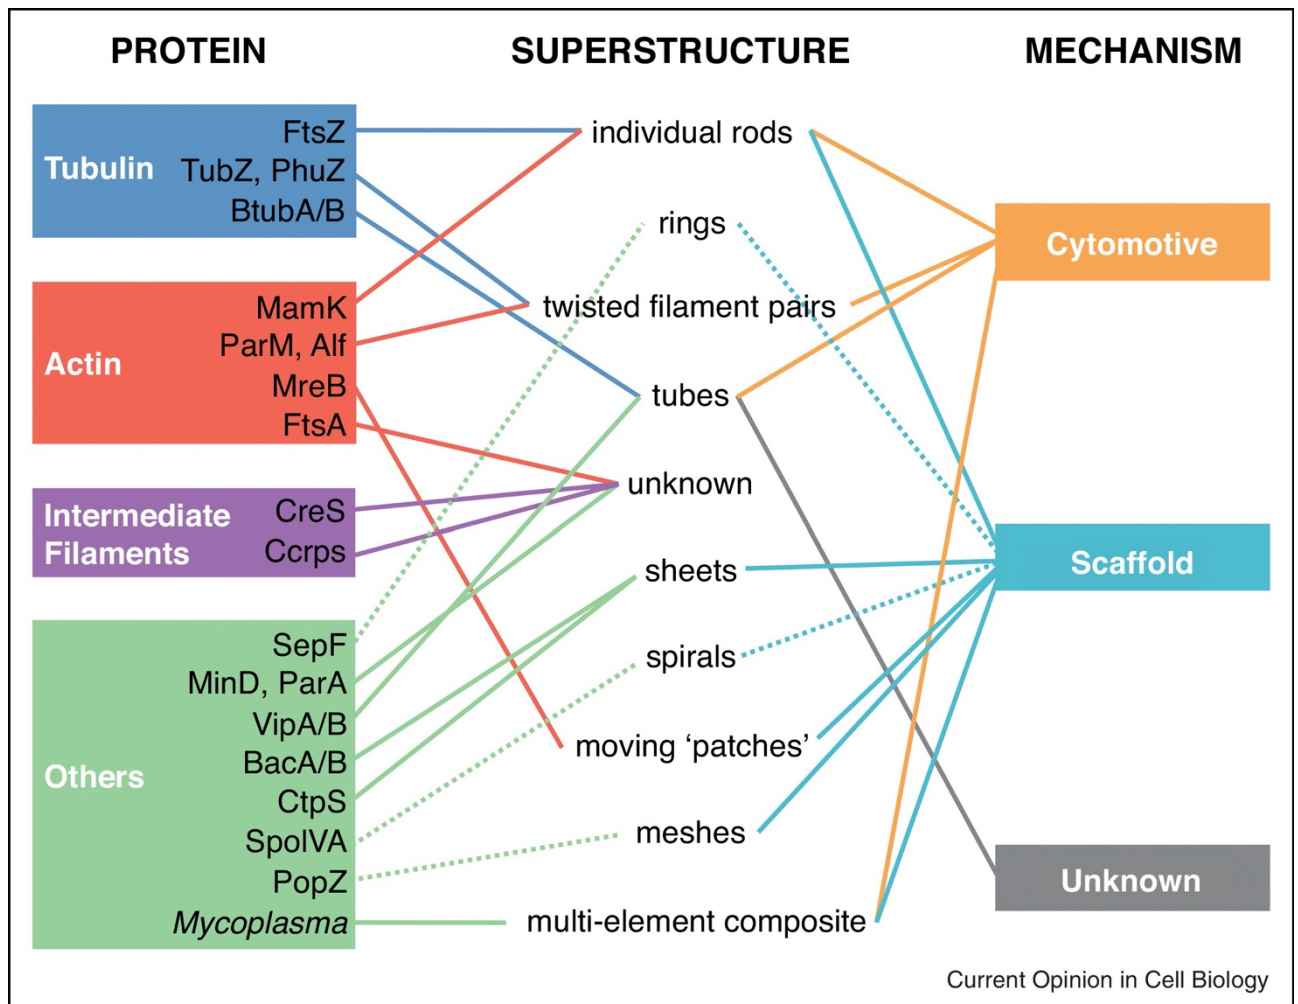 PROTEIN
SUPERSTRUCTURE
MECHANISM
Tubulin
FtsZ
TubZ, PhuZ
BtubA/B
Actin
MamK
ParM, Alf
MreB
FtsA
Intermediate
Filaments
CreS
Ccrps
Others
SepF
MinD, ParA
VipA/B
BacA/B
CtpS
SpoIVA
PopZ
Mycoplasma
individual rods
rings
twisted filament pairs
tubes
unknown
sheets
spirals
moving ‘patches’
meshes
multi-element composite
Cytomotive
Scaffold
Unknown
Current Opinion in Cell Biology